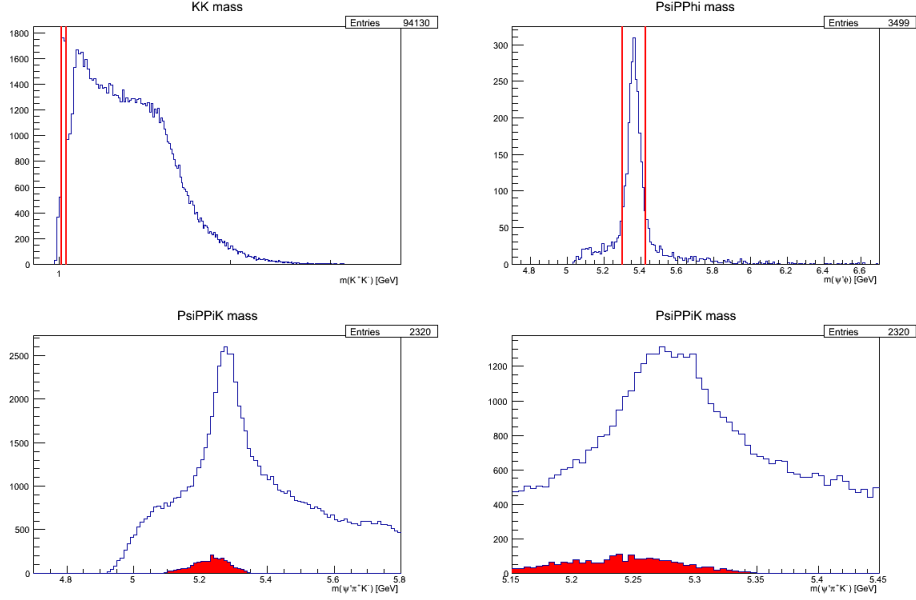 KK mass
Entries 94130
1800
1600
1400
1200
1000
800
600
400
200
0
1
m(K⁺K⁻) [GeV]
PsiPPhi mass
Entries 3499
300
250
200
150
100
50
0
4.8 5 5.2 5.4 5.6 5.8 6 6.2 6.4 6.6
m(ψ'ϕ) [GeV]
PsiPPiK mass
Entries 2320
2500
2000
1500
1000
500
0
4.8 5 5.2 5.4 5.6 5.8
m(ψ'π⁺K⁻) [GeV]
PsiPPiK mass
Entries 2320
1200
1000
800
600
400
200
0
5.15 5.2 5.25 5.3 5.35 5.4 5.45
m(ψ'π⁺K⁻) [GeV]